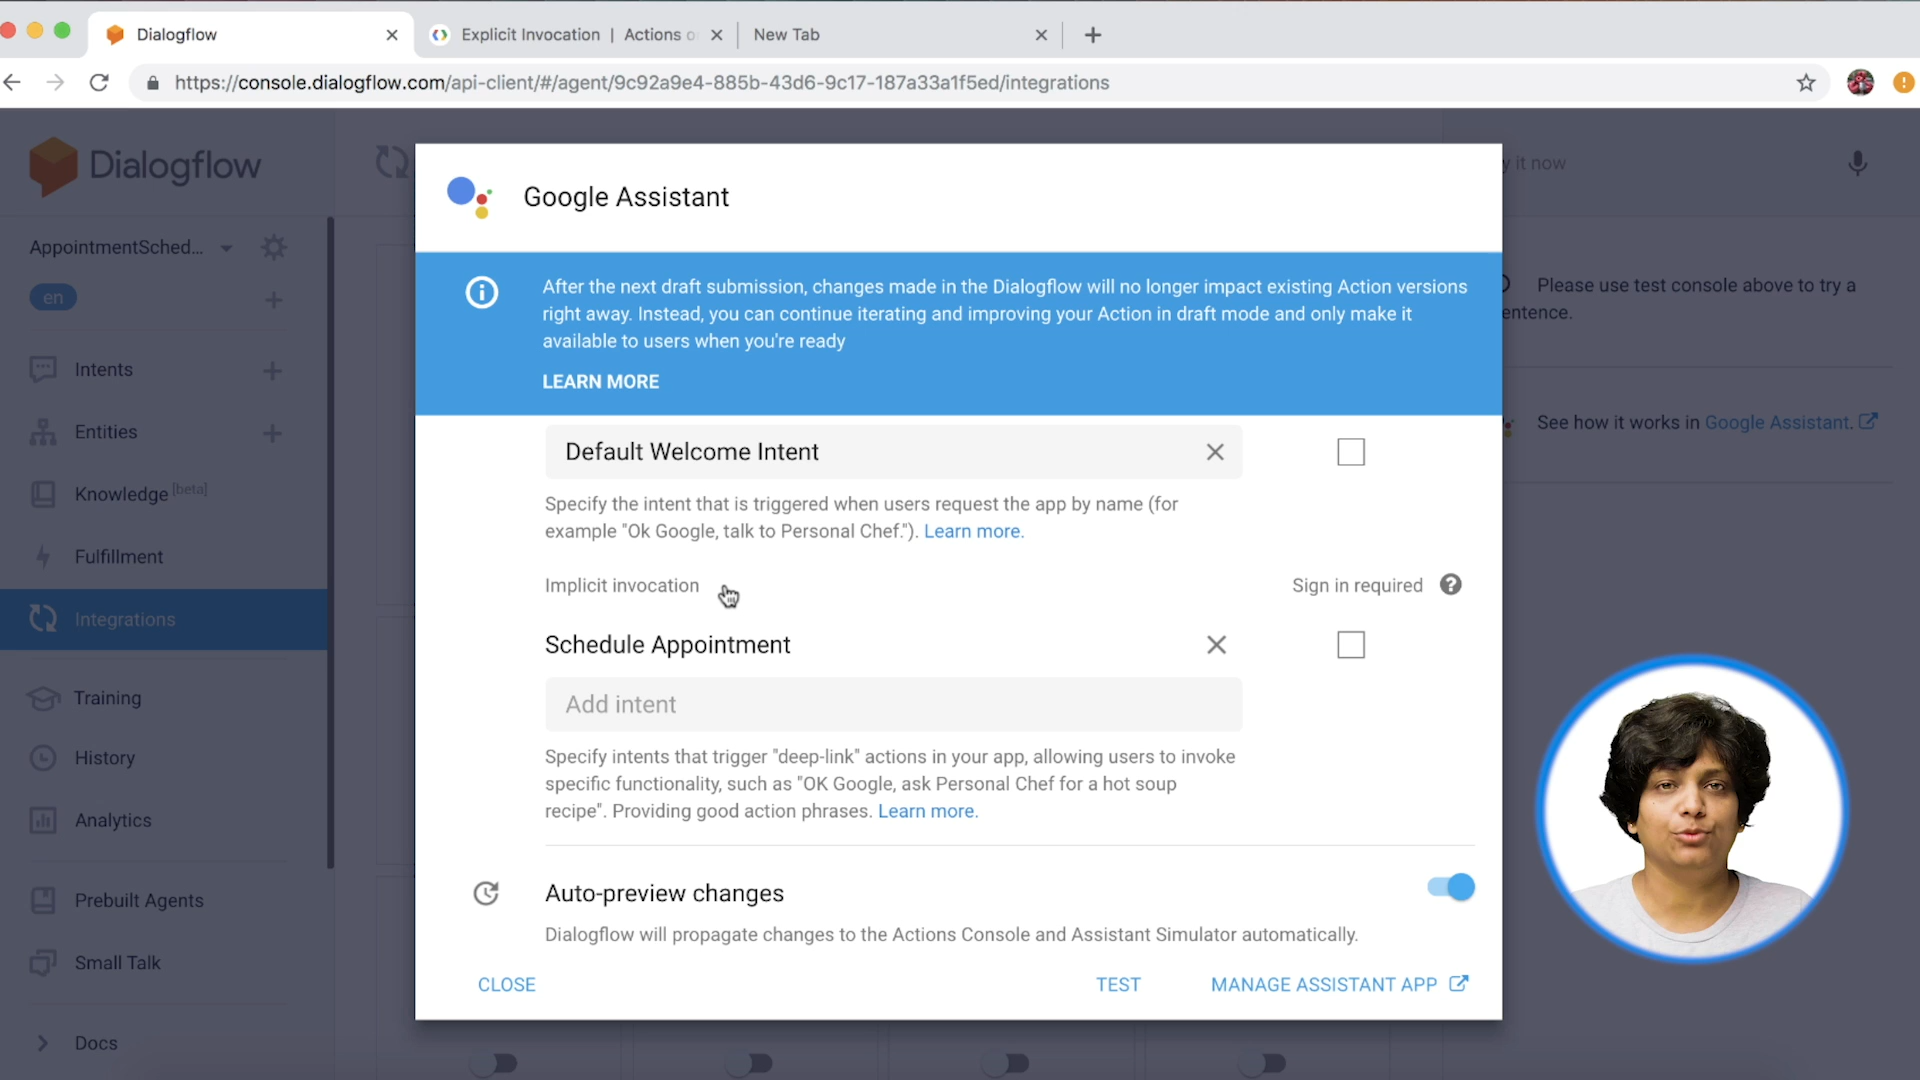 Dialogflow
Explicit Invocation | Actions o
New Tab
https://console.dialogflow.com/api-client/#/agent/9c92a9e4-885b-43d6-9c17-187a33a1f5ed/integrations
Dialogflow
y it now
Google Assistant
AppointmentSched...
en
After the next draft submission, changes made in the Dialogflow will no longer impact existing Action versions
right away. Instead, you can continue iterating and improving your Action in draft mode and only make it
available to users when you're ready
LEARN MORE
Please use test console above to try a
entence.
Intents
Entities
Knowledge [beta]
Fulfillment
Integrations
Training
History
Analytics
Prebuilt Agents
Small Talk
Docs
See how it works in Google Assistant.
Default Welcome Intent
Specify the intent that is triggered when users request the app by name (for
example "Ok Google, talk to Personal Chef."). Learn more.
Implicit invocation
Sign in required
Schedule Appointment
Add intent
Specify intents that trigger "deep-link" actions in your app, allowing users to invoke
specific functionality, such as "OK Google, ask Personal Chef for a hot soup
recipe". Providing good action phrases. Learn more.
Auto-preview changes
Dialogflow will propagate changes to the Actions Console and Assistant Simulator automatically.
CLOSE
TEST
MANAGE ASSISTANT APP